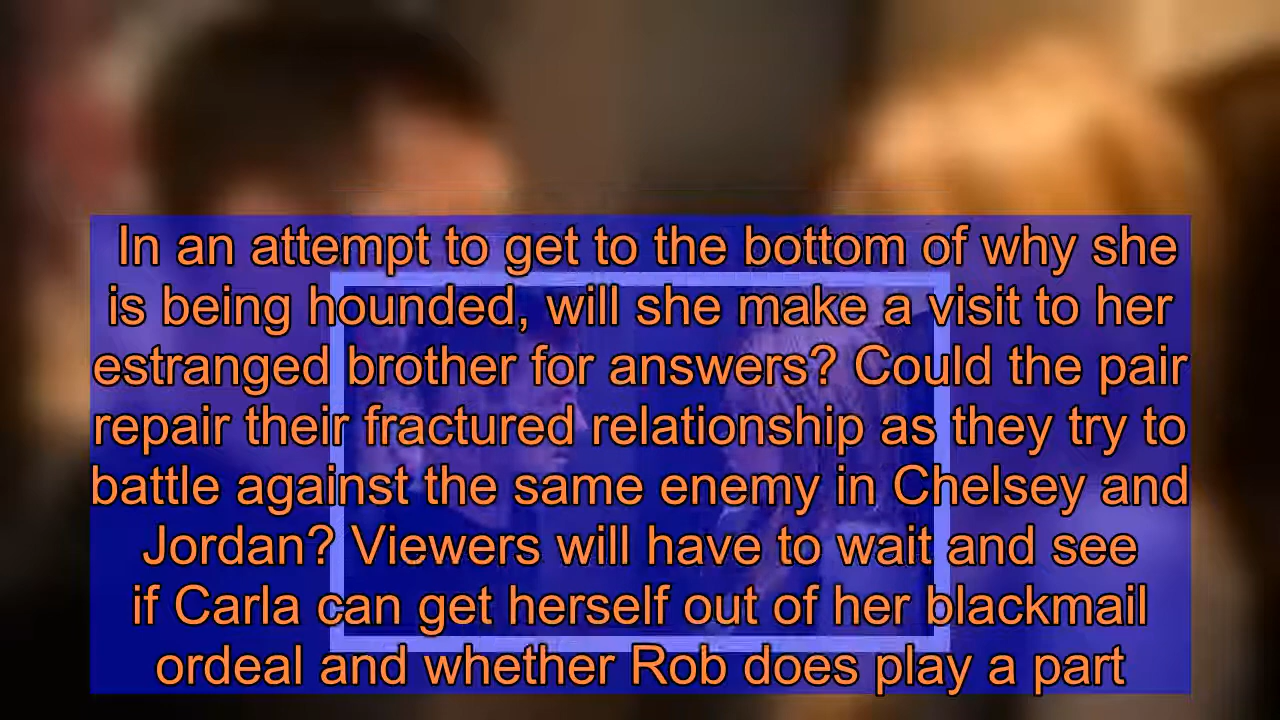 In an attempt to get to the bottom of why she
is being hounded, will she make a visit to her
estranged brother for answers? Could the pair
repair their fractured relationship as they try to
battle against the same enemy in Chelsey and
Jordan? Viewers will have to wait and see
if Carla can get herself out of her blackmail
ordeal and whether Rob does play a part